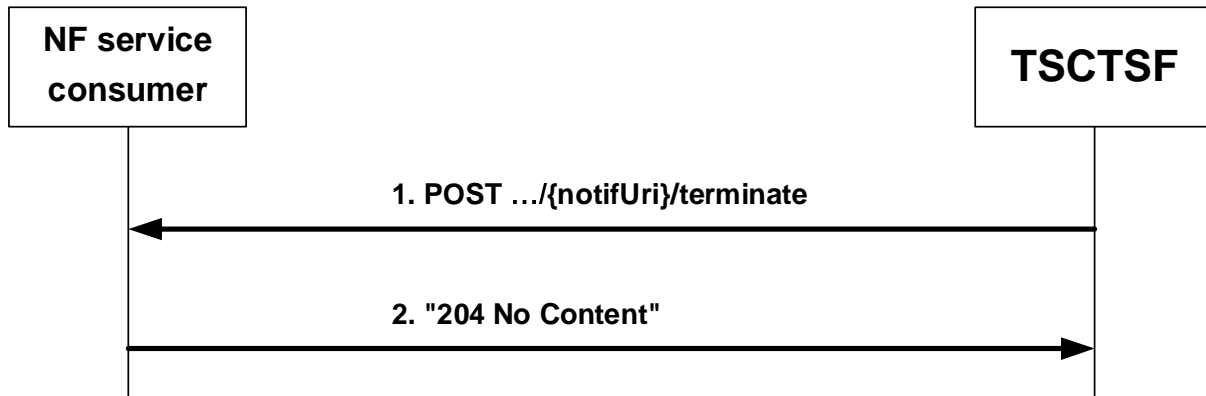 NF service
consumer
TSCTSF
1. POST …/{notifUri}/terminate
2. "204 No Content"